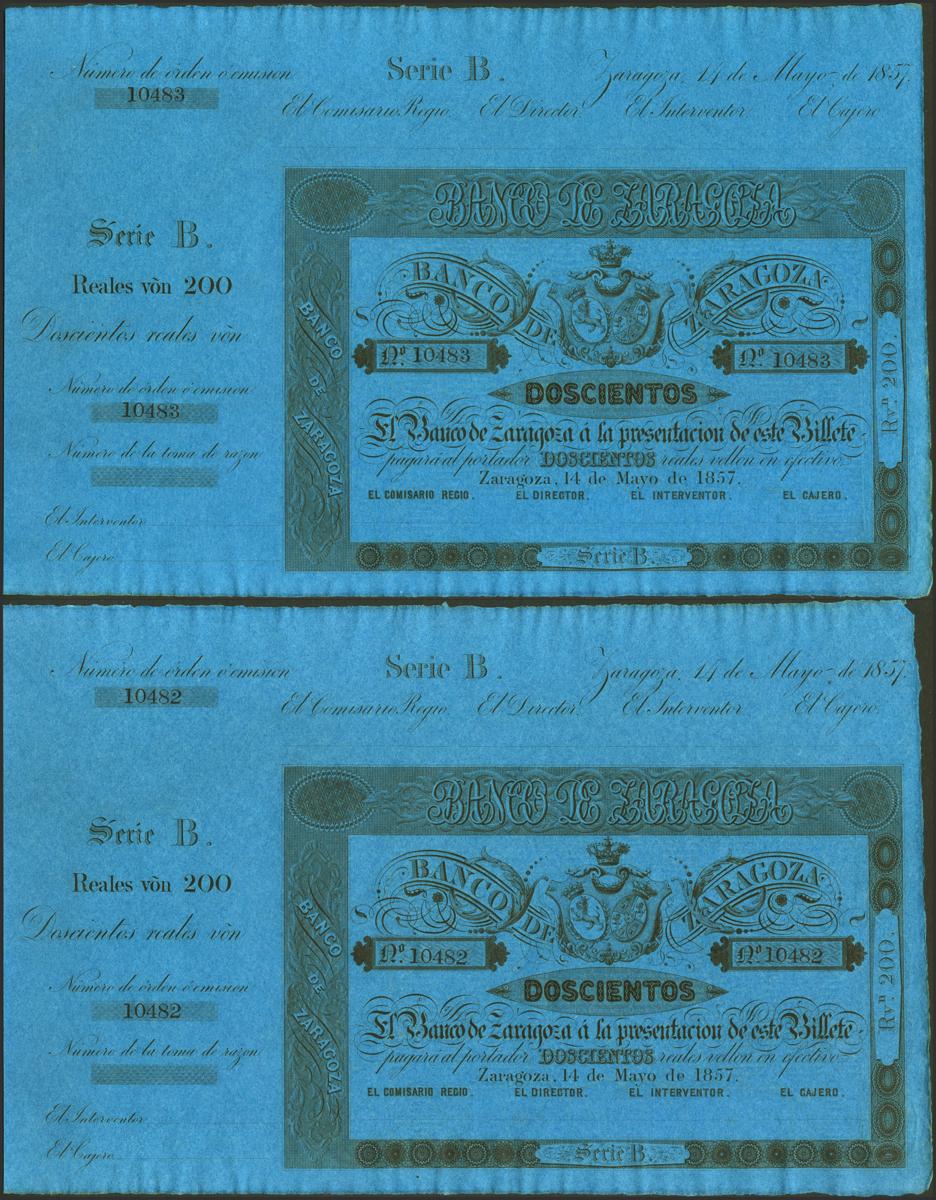 Número de órden ó emision
10483
Serie B.
Zaragoza, 14 de Mayo de 1857.
El Comisario Regio. El Director. El Interventor El Cajero
Serie B.
Reales vōn 200
Doscientos reales vōn
Número de órden ó emision
10483
Numero de la toma de razon
El Interventor
El Cajero
BANCO DE ZARAGOZA
BANCO DE ZARAGOZA
BANCO DE ZARAGOZA
Nº 10483 Nº 10483
DOSCIENTOS
El Banco de Zaragoza á la presentacion de este Billete
pagará al portador DOSCIENTOS reales vellon en efectivo.
Zaragoza, 14 de Mayo de 1857.
EL COMISARIO REGIO. EL DIRECTOR. EL INTERVENTOR. EL CAJERO.
Serie B.
Rvn 200.
Número de órden ó emision
10482
Serie B.
Zaragoza, 14 de Mayo de 1857.
El Comisario Regio. El Director. El Interventor El Cajero.
Serie B.
Reales vōn 200
Doscientos reales vōn
Número de órden ó emision
10482
Numero de la toma de razon
El Interventor
El Cajero
BANCO DE ZARAGOZA
BANCO DE ZARAGOZA
BANCO DE ZARAGOZA
Nº 10482 Nº 10482
DOSCIENTOS
El Banco de Zaragoza á la presentacion de este Billete
pagará al portador DOSCIENTOS reales vellon en efectivo.
Zaragoza, 14 de Mayo de 1857.
EL COMISARIO REGIO. EL DIRECTOR. EL INTERVENTOR. EL CAJERO.
Serie B.
Rvn 200.